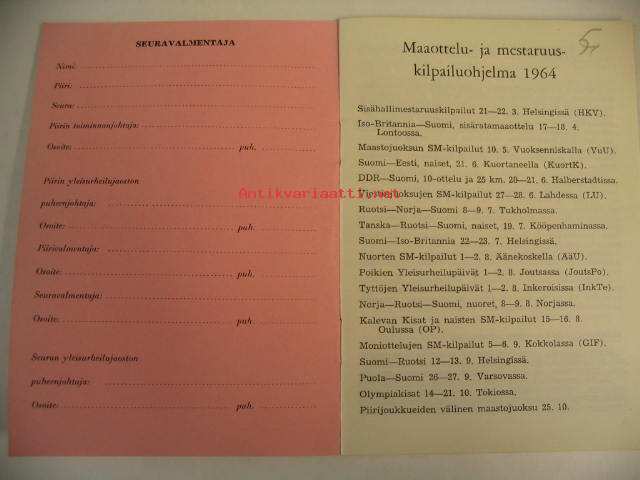 SEURAVALMENTAJA
Nimi:
Piiri:
Seura:
Piirin toiminnanjohtaja:
Osoite: puh.
Piirin yleisurheilujaoston
puheenjohtaja:
Osoite: puh.
Piirivalmentaja:
Osoite: puh.
Seuravalmentaja:
Osoite: puh.
Seuran yleisurheilujaoston
puheenjohtaja:
Osoite: puh.
Maaottelu- ja mestaruus-
kilpailuohjelma 1964
Sisähallimestaruuskilpailut 21—22. 3. Helsingissä (HKV).
Iso-Britannia—Suomi, sisäratamaaottelu 17—18. 4.
Lontoossa.
Maastojuoksun SM-kilpailut 10. 5. Vuoksenniskalla (VuU).
Suomi—Eesti, naiset, 21. 6. Kuortaneella (KuortK).
DDR—Suomi, 10-ottelu ja 25 km. 20—21. 6. Halberstadtissa.
Viestinjuoksujen SM-kilpailut 27—28. 6. Lahdessa (LU).
Ruotsi—Norja—Suomi 8—9. 7. Tukholmassa.
Tanska—Ruotsi—Suomi, naiset, 19. 7. Kööpenhaminassa.
Suomi—Iso-Britannia 22—23. 7. Helsingissä.
Nuorten SM-kilpailut 1—2. 8. Äänekoskella (ÄäU).
Poikien Yleisurheilupäivät 1—2. 8. Joutsassa (JoutsPo).
Tyttöjen Yleisurheilupäivät 1—2. 8. Inkeroisissa (InkTe).
Norja—Ruotsi—Suomi, nuoret, 8—9. 8. Norjassa.
Kalevan Kisat ja naisten SM-kilpailut 15—16. 8.
Oulussa (OP).
Moniottelujen SM-kilpailut 5—6. 9. Kokkolassa (GIF).
Suomi—Ruotsi 12—13. 9. Helsingissä.
Puola—Suomi 26—27. 9. Varsovassa.
Olympiakisat 14—21. 10. Tokiossa.
Piirijoukkueiden välinen maastojuoksu 25. 10.
Antikvariaatti.net